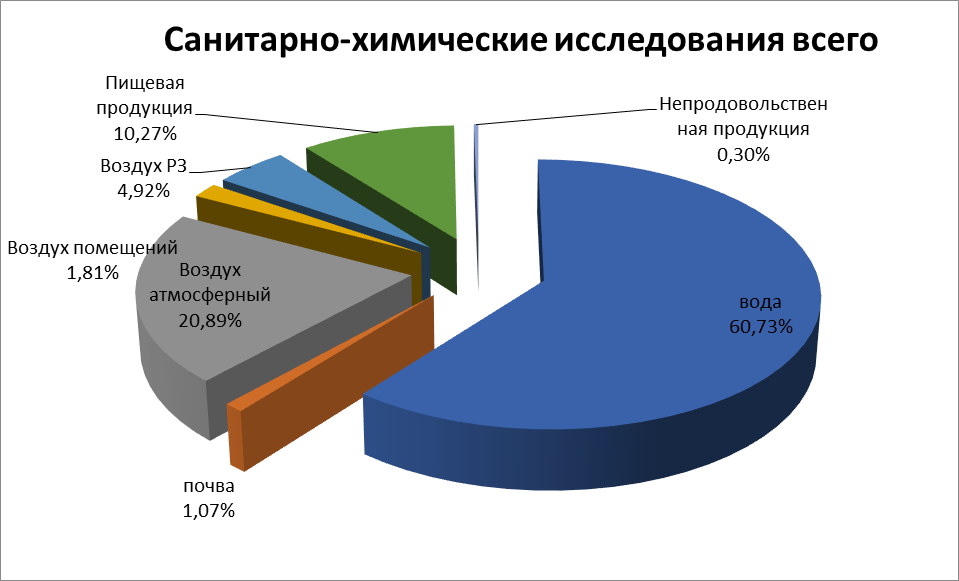 Санитарно-химические исследования всего
Пищевая
продукция
10,27%
Непродовольствен
ная продукция
0,30%
Воздух РЗ
4,92%
Воздух помещений
1,81%
Воздух
атмосферный
20,89%
вода
60,73%
почва
1,07%